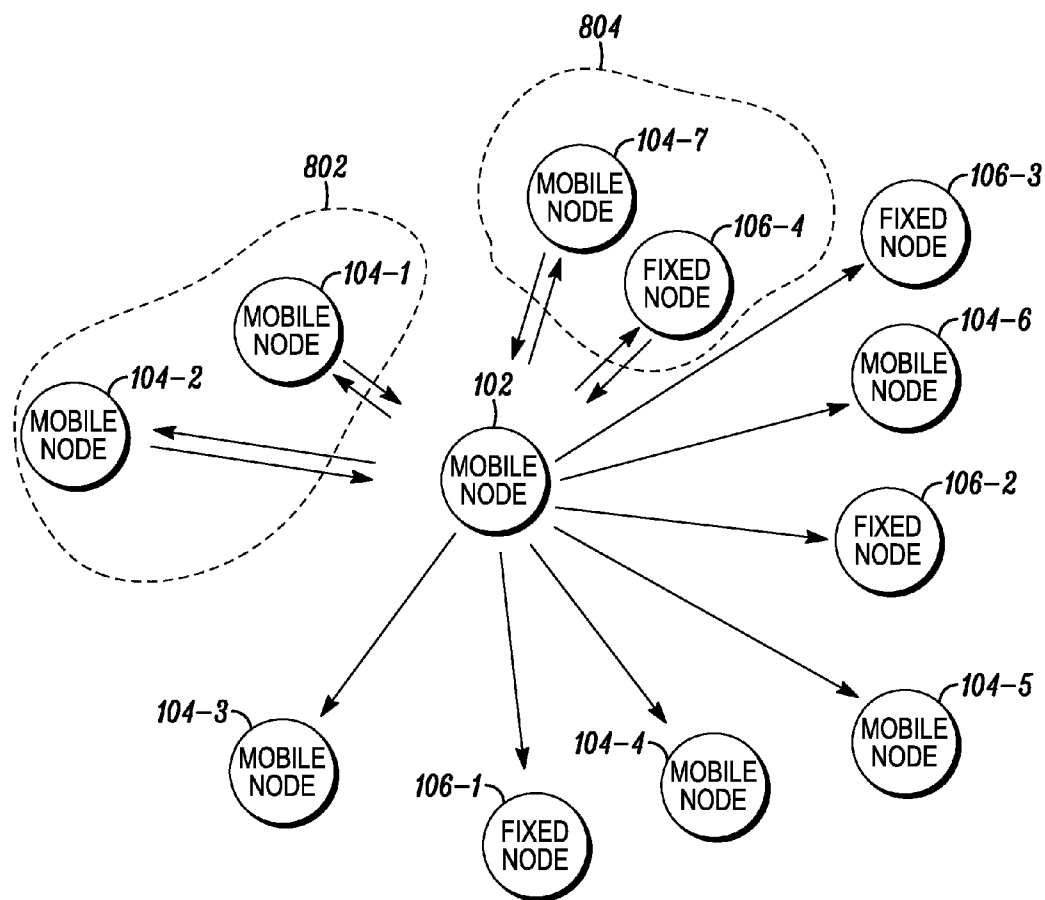 804
802
104-7
MOBILE
NODE
106-3
FIXED
NODE
106-4
FIXED
NODE
104-1
MOBILE
NODE
104-6
MOBILE
NODE
104-2
MOBILE
NODE
102
MOBILE
NODE
106-2
FIXED
NODE
104-3
MOBILE
NODE
106-1
FIXED
NODE
104-4
MOBILE
NODE
104-5
MOBILE
NODE